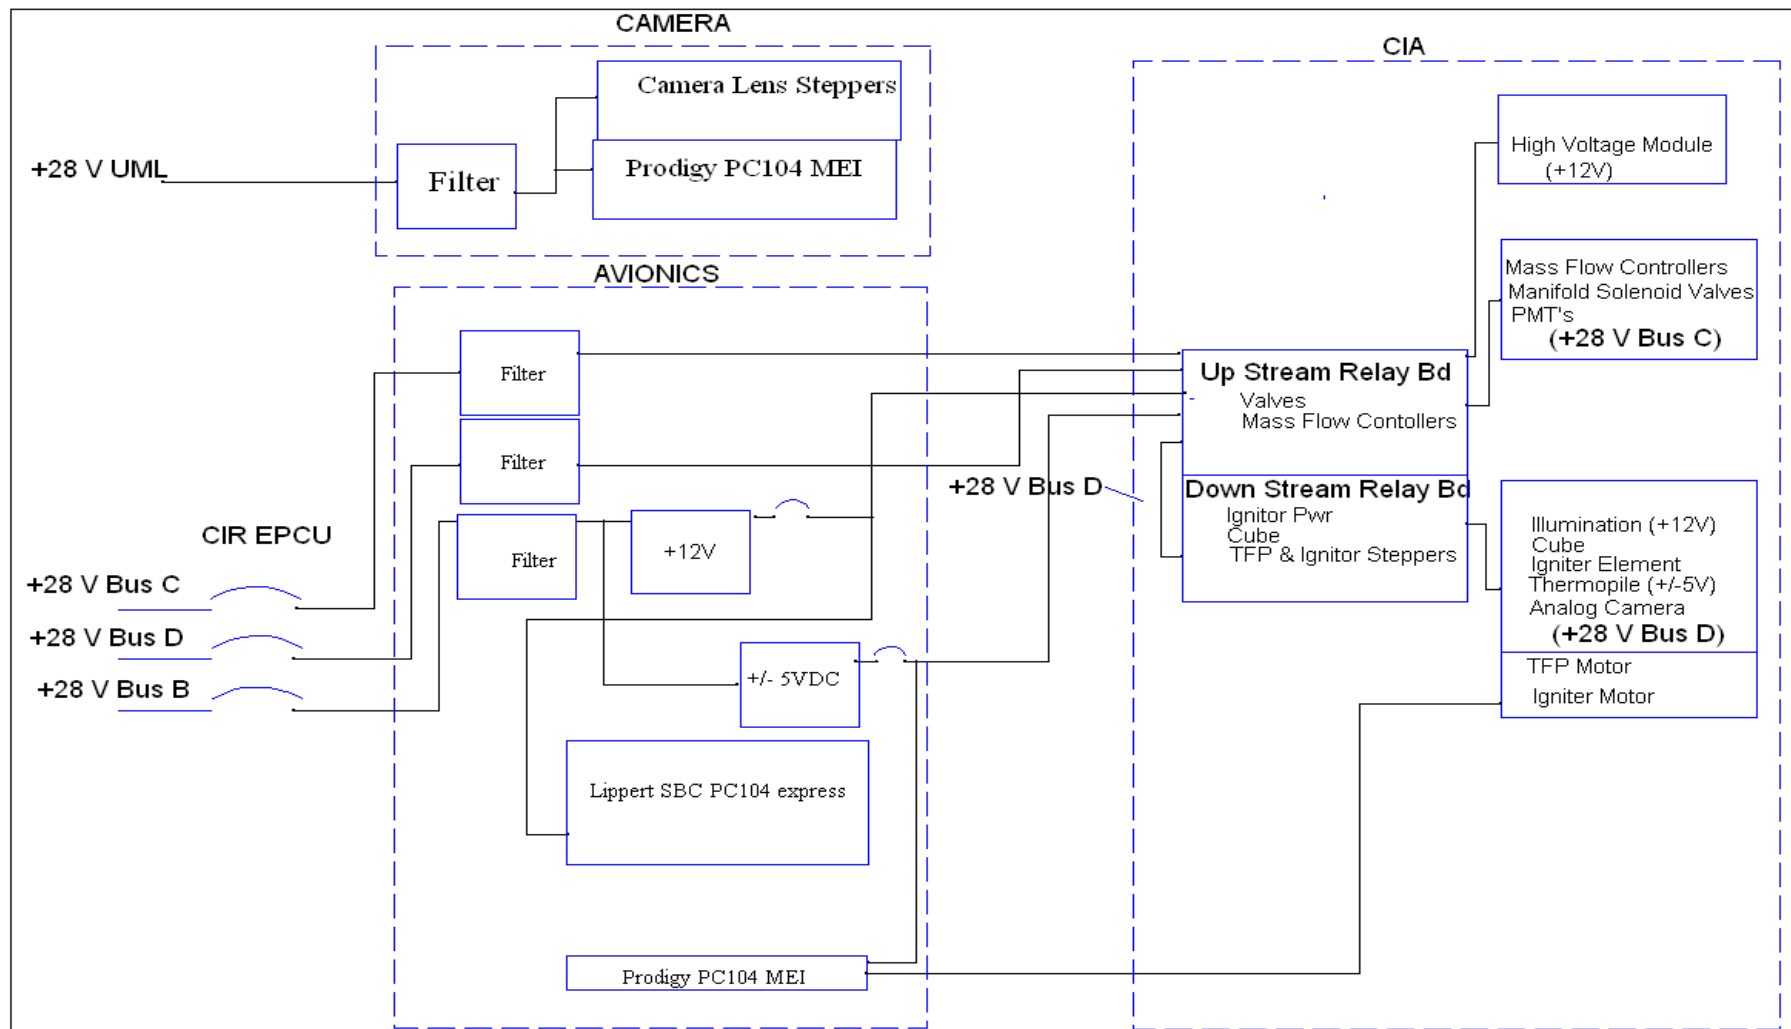 CAMERA
Camera Lens Steppers
+28 V UML
Filter
Prodigy PC104 MEI
AVIONICS
Filter
Filter
Filter
+12V
CIR EPCU
+28 V Bus C
+28 V Bus D
+28 V Bus B
+/- 5VDC
Lippert SBC PC104 express
Prodigy PC104 MEI
CIA
High Voltage Module
(+12V)
Mass Flow Controllers
Manifold Solenoid Valves
PMT's
(+28 V Bus C)
Up Stream Relay Bd
Valves
Mass Flow Contollers
+28 V Bus D
Down Stream Relay Bd
Ignitor Pwr
Cube
TFP & Ignitor Steppers
Illumination (+12V)
Cube
Igniter Element
Thermopile (+/-5V)
Analog Camera
(+28 V Bus D)
TFP Motor
Igniter Motor